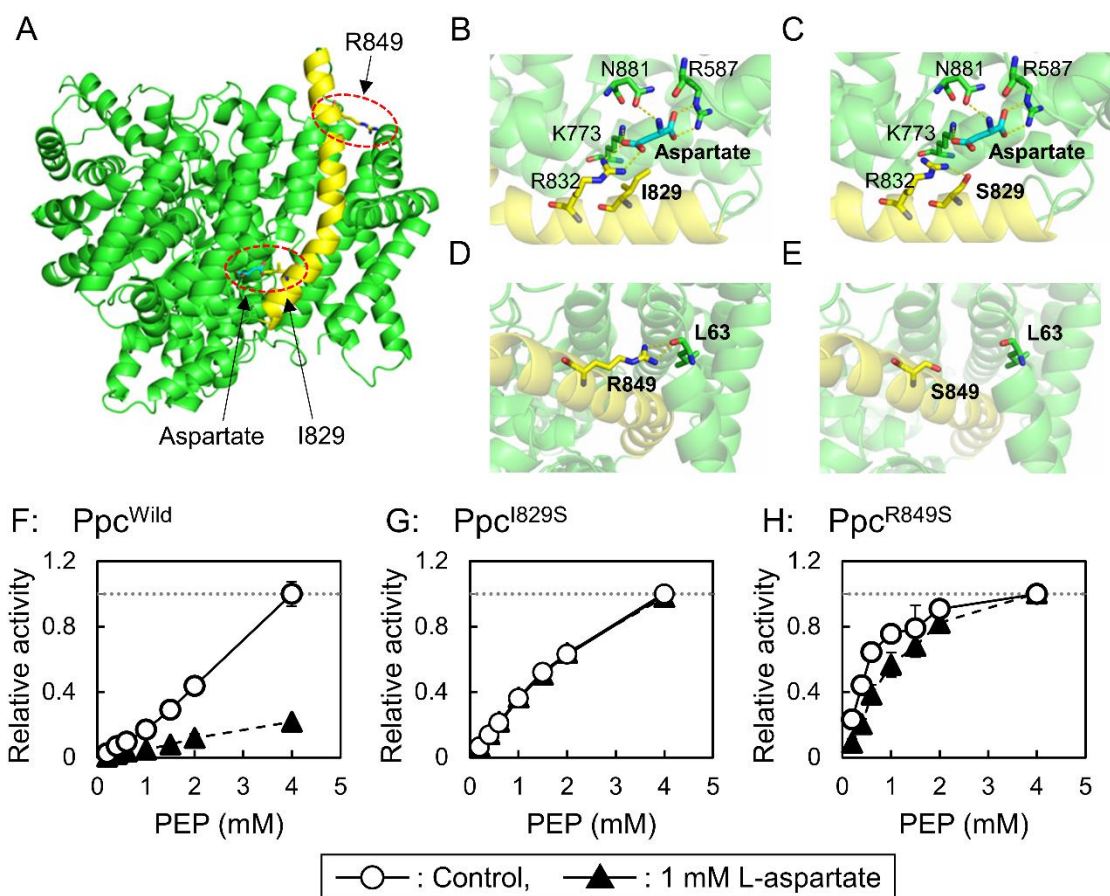 A
R849
Aspartate
I829
B
N881
R587
K773
Aspartate
R832
I829
C
N881
R587
K773
Aspartate
R832
S829
D
L63
R849
E
L63
S849
F: Ppc^Wild
Relative activity
1.2
0.8
0.4
0
0 1 2 3 4 5
PEP (mM)
G: Ppc^I829S
Relative activity
1.2
0.8
0.4
0
0 1 2 3 4 5
PEP (mM)
H: Ppc^R849S
Relative activity
1.2
0.8
0.4
0
0 1 2 3 4 5
PEP (mM)
: Control, : 1 mM L-aspartate